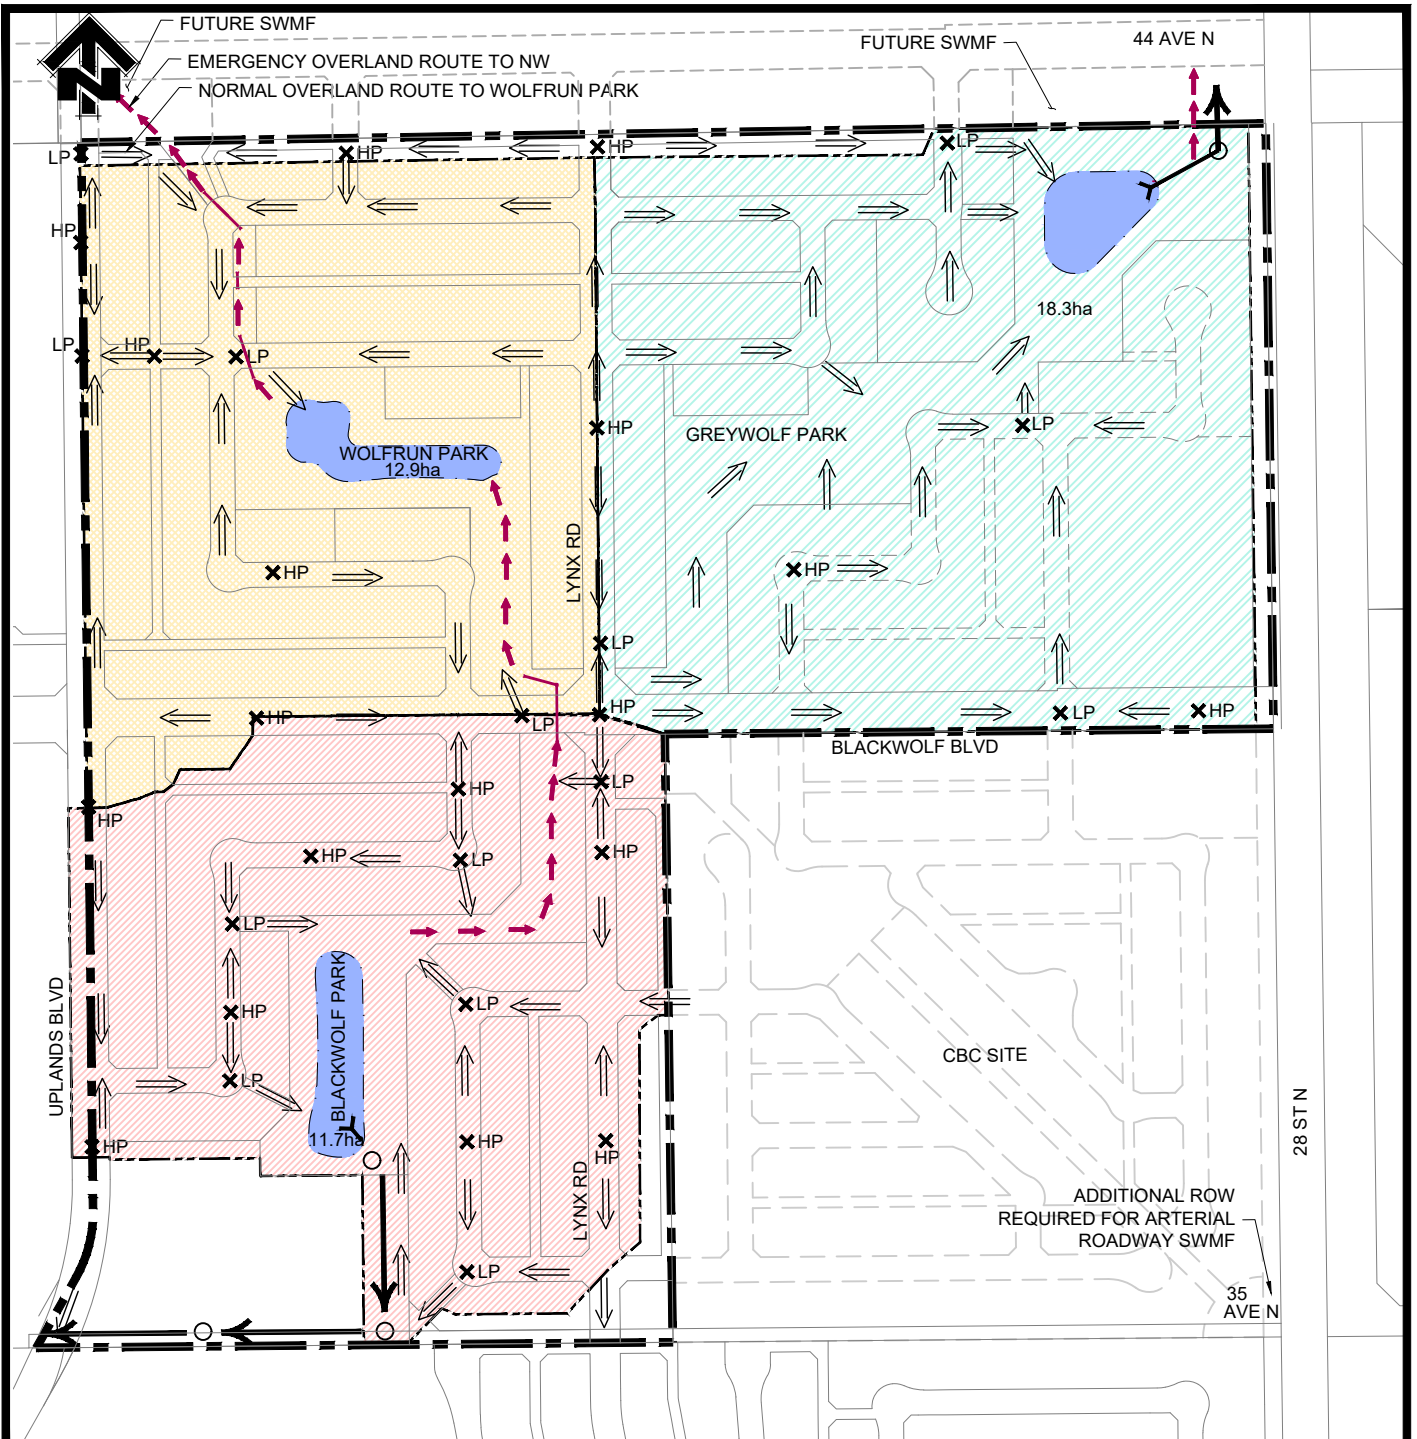 FUTURE SWMF
44 AVE N
FUTURE SWMF
EMERGENCY OVERLAND ROUTE TO NW
NORMAL OVERLAND ROUTE TO WOLFRUN PARK
N
LP
HP
HP
LP
HP
LP
HP
LP
18.3ha
HP
GREYWOLF PARK
LP
WOLFRUN PARK
12.9ha
LYNX RD
HP
HP
LP
HP
LP
HP
LP
HP
BLACKWOLF BLVD
HP
LP
HP
HP
HP
LP
LP
UPLANDS BLVD
BLACKWOLF PARK
11.7ha
LP
HP
LP
HP
HP
HP
LYNX RD
LP
CBC SITE
28 ST N
ADDITIONAL ROW
REQUIRED FOR ARTERIAL
ROADWAY SWMF
35
AVE N